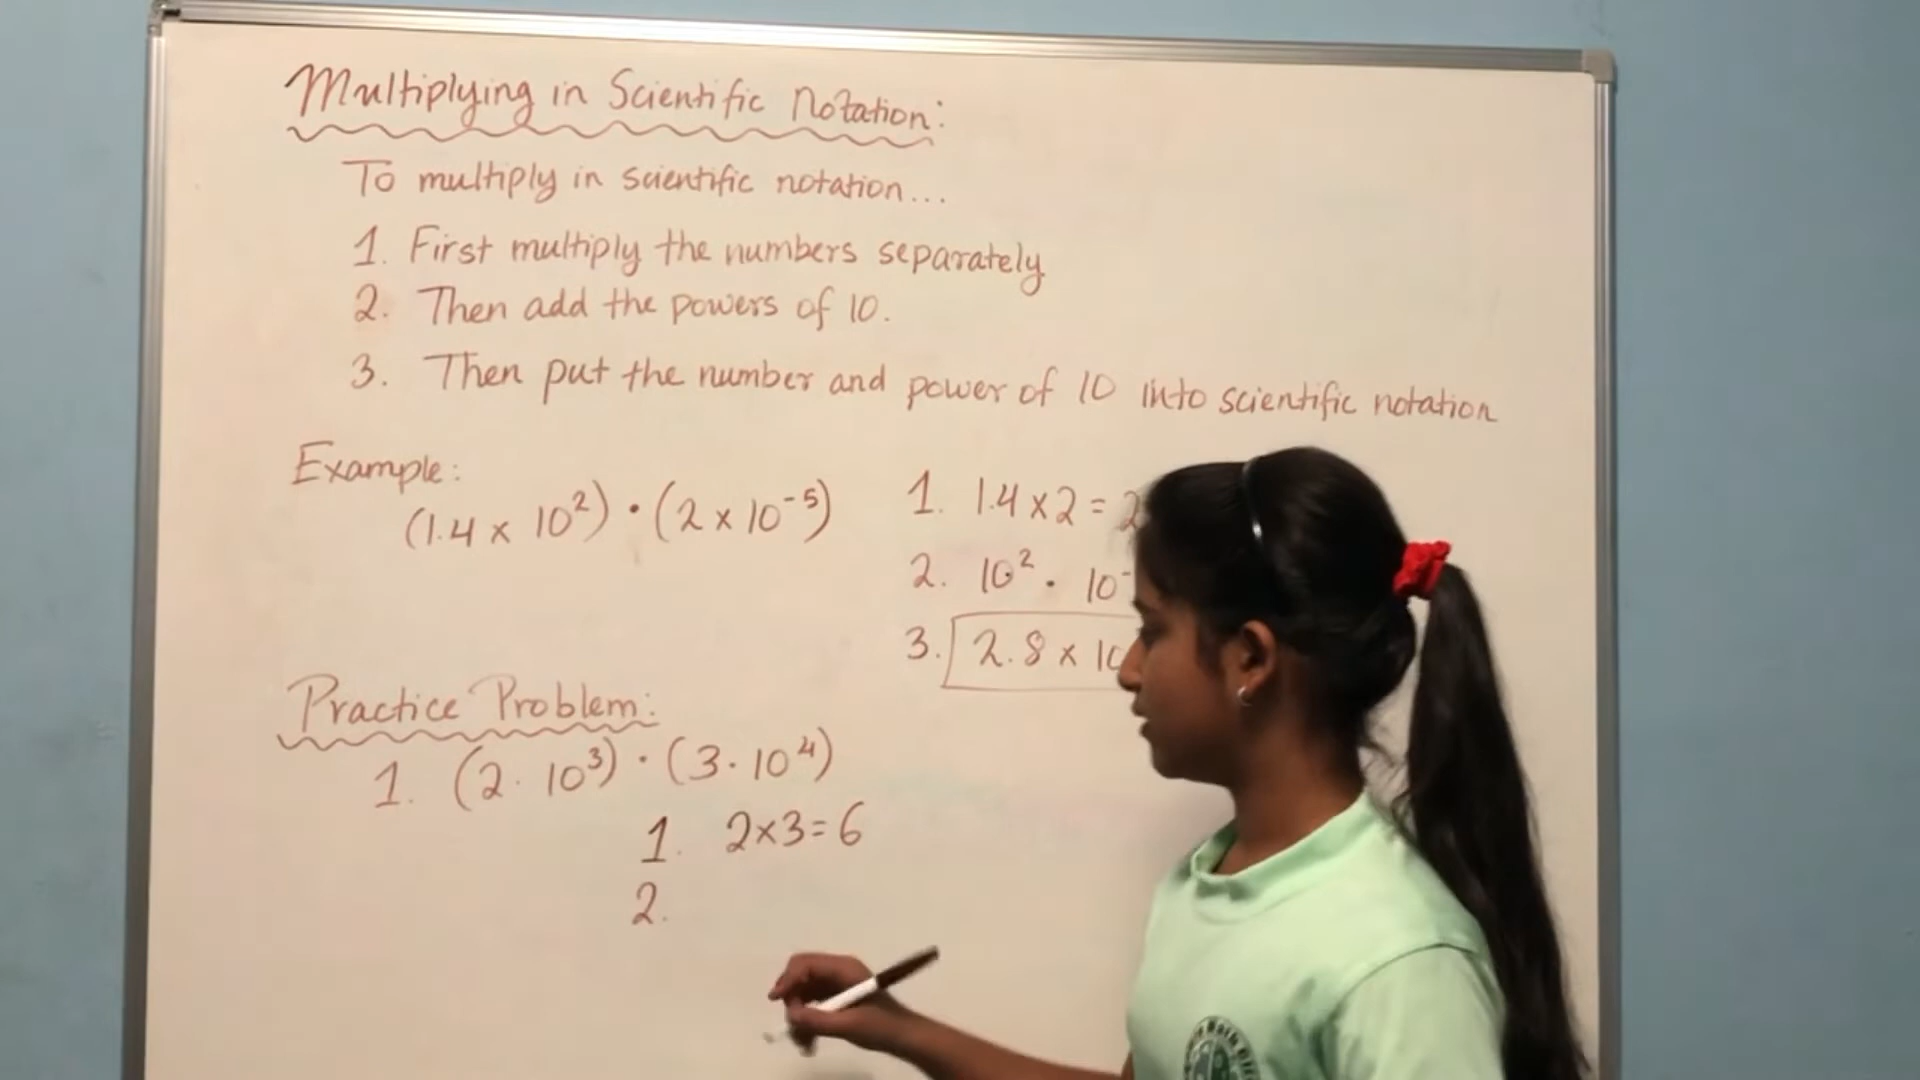 Multiplying in Scientific Notation:
To multiply in scientific notation...
1. First multiply the numbers separately
2. Then add the powers of 10.
3. Then put the number and power of 10 into scientific notation
Example:
(1.4 x 10²) · (2 x 10⁻⁵)
1. 1.4 x 2 = 2
2. 10² · 10⁻
3. 2.8 x 10
Practice Problem:
1. (2 · 10³) · (3 · 10⁴)
1. 2x3=6
2.